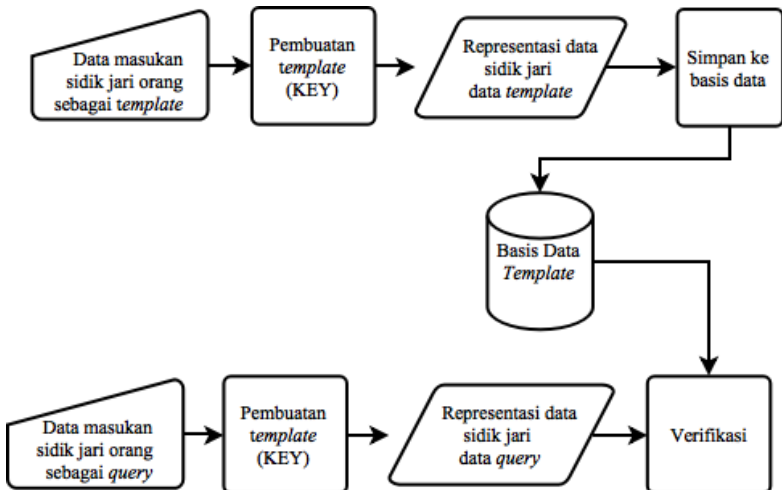 Data masukan
sidik jari orang
sebagai template
Pembuatan
template
(KEY)
Representasi data
sidik jari
data template
Simpan ke
basis data
Basis Data
Template
Data masukan
sidik jari orang
sebagai query
Pembuatan
template
(KEY)
Representasi data
sidik jari
data query
Verifikasi